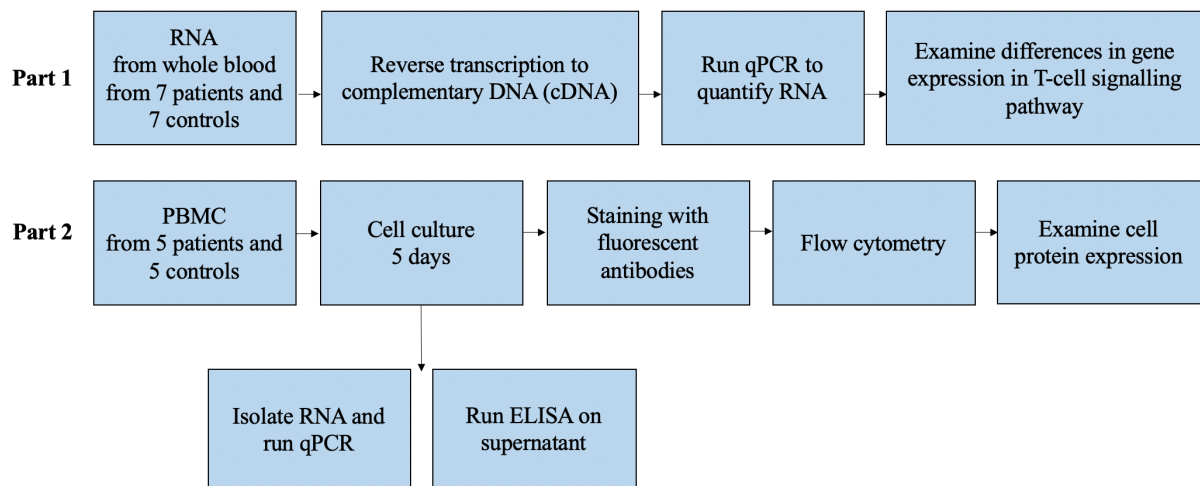 Part 1
RNA
from whole blood
from 7 patients and
7 controls
Reverse transcription to
complementary DNA (cDNA)
Run qPCR to
quantify RNA
Examine differences in gene
expression in T-cell signalling
pathway
Part 2
PBMC
from 5 patients and
5 controls
Cell culture
5 days
Staining with
fluorescent
antibodies
Flow cytometry
Examine cell
protein expression
Isolate RNA and
run qPCR
Run ELISA on
supernatant